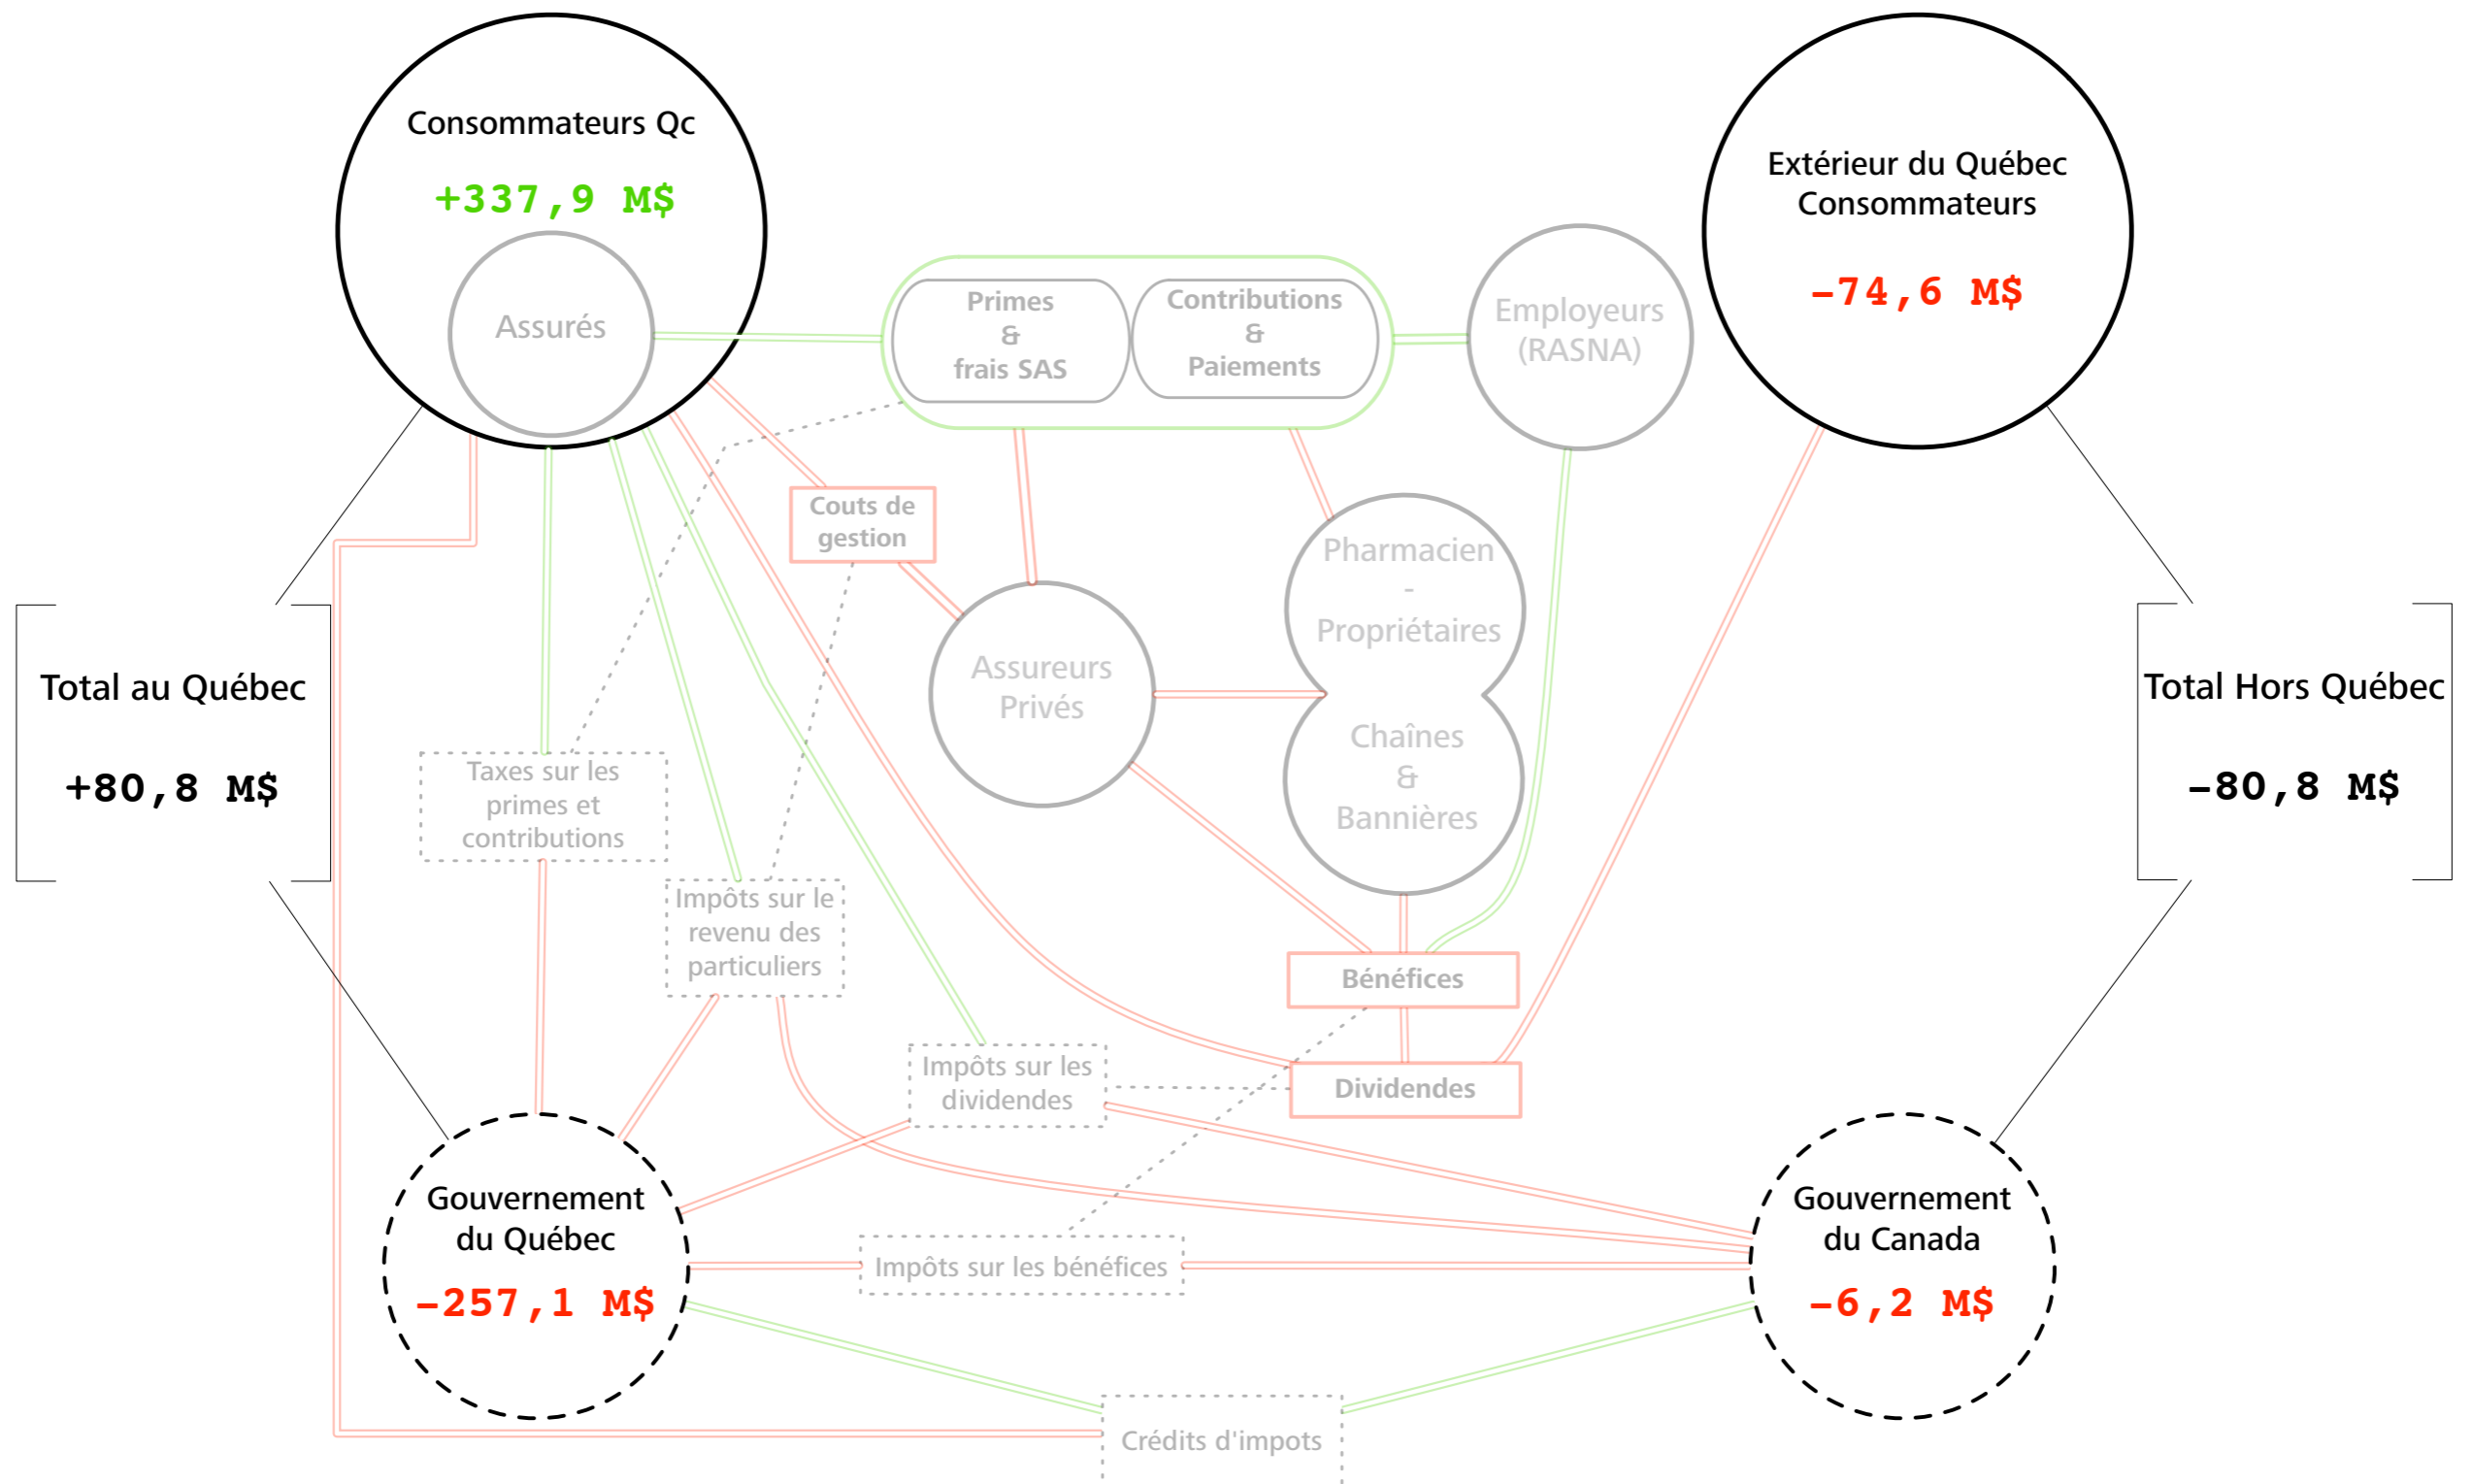 Consommateurs Qc
+337,9 M$
Assurés
Primes
&
frais SAS
Contributions
&
Paiements
Employeurs
(RASNA)
Extérieur du Québec
Consommateurs
-74,6 M$
Couts de
gestion
Pharmacien
-
Propriétaires
Assureurs
Privés
Chaînes
&
Bannières
Total au Québec
+80,8 M$
Total Hors Québec
-80,8 M$
Taxes sur les
primes et
contributions
Impôts sur le
revenu des
particuliers
Bénéfices
Impôts sur les
dividendes
Dividendes
Gouvernement
du Québec
-257,1 M$
Impôts sur les bénéfices
Gouvernement
du Canada
-6,2 M$
Crédits d'impots